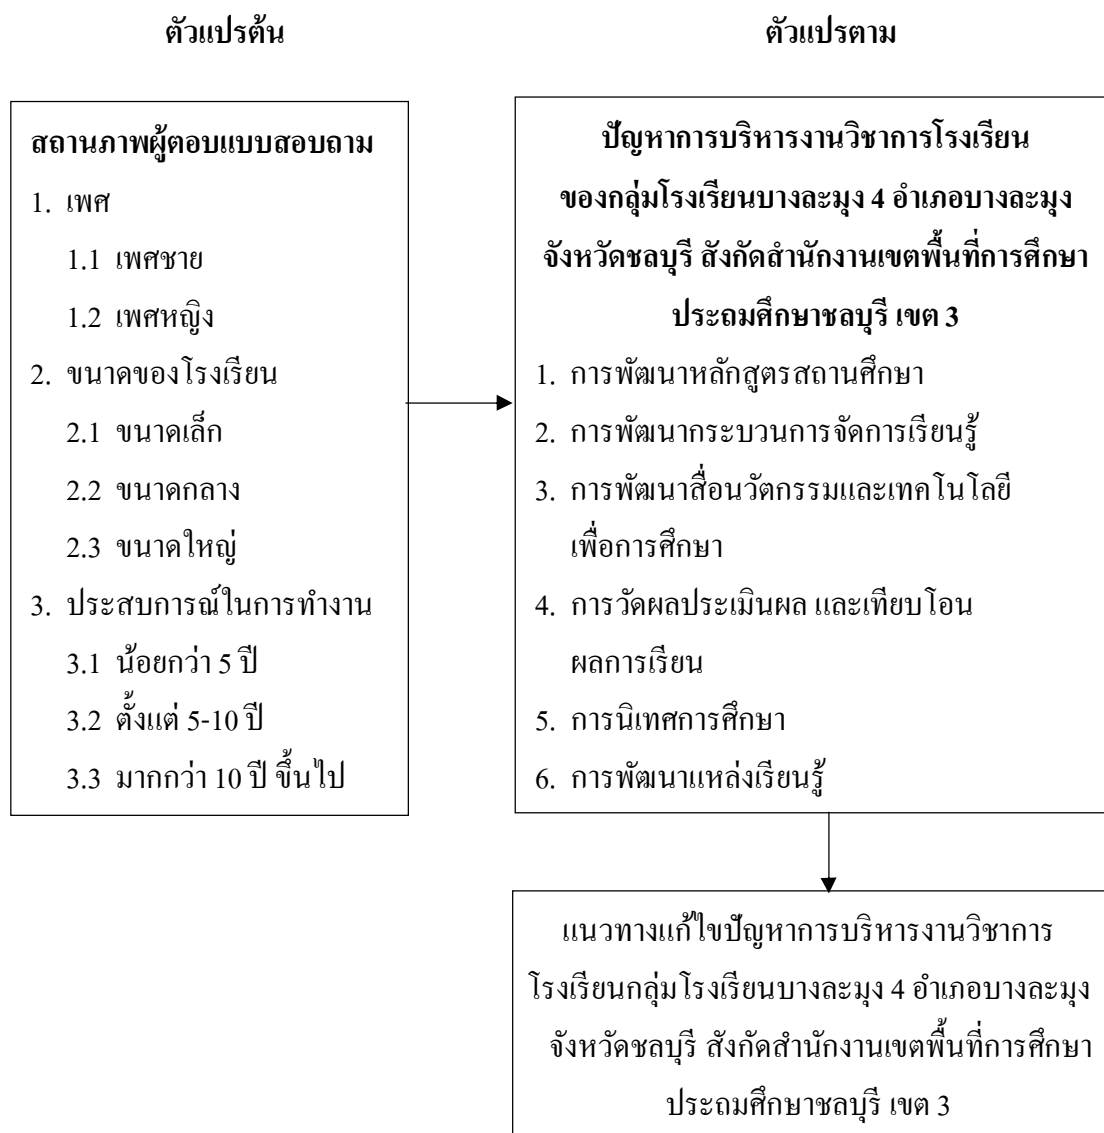 ตัวแปรต้น
ตัวแปรตาม
สถานภาพผู้ตอบแบบสอบถาม
1. เพศ
1.1 เพศชาย
1.2 เพศหญิง
2. ขนาดของโรงเรียน
2.1 ขนาดเล็ก
2.2 ขนาดกลาง
2.3 ขนาดใหญ่
3. ประสบการณ์ในการทำงาน
3.1 น้อยกว่า 5 ปี
3.2 ตั้งแต่ 5-10 ปี
3.3 มากกว่า 10 ปี ขึ้นไป
ปัญหาการบริหารงานวิชาการโรงเรียน
ของกลุ่มโรงเรียนบางละมุง 4 อำเภอบางละมุง
จังหวัดชลบุรี สังกัดสำนักงานเขตพื้นที่การศึกษา
ประถมศึกษาชลบุรี เขต 3
1. การพัฒนาหลักสูตรสถานศึกษา
2. การพัฒนากระบวนการจัดการเรียนรู้
3. การพัฒนาสื่อนวัตกรรมและเทคโนโลยี
เพื่อการศึกษา
4. การวัดผลประเมินผล และเทียบโอน
ผลการเรียน
5. การนิเทศการศึกษา
6. การพัฒนาแหล่งเรียนรู้
แนวทางแก้ไขปัญหาการบริหารงานวิชาการ
โรงเรียนกลุ่มโรงเรียนบางละมุง 4 อำเภอบางละมุง
จังหวัดชลบุรี สังกัดสำนักงานเขตพื้นที่การศึกษา
ประถมศึกษาชลบุรี เขต 3